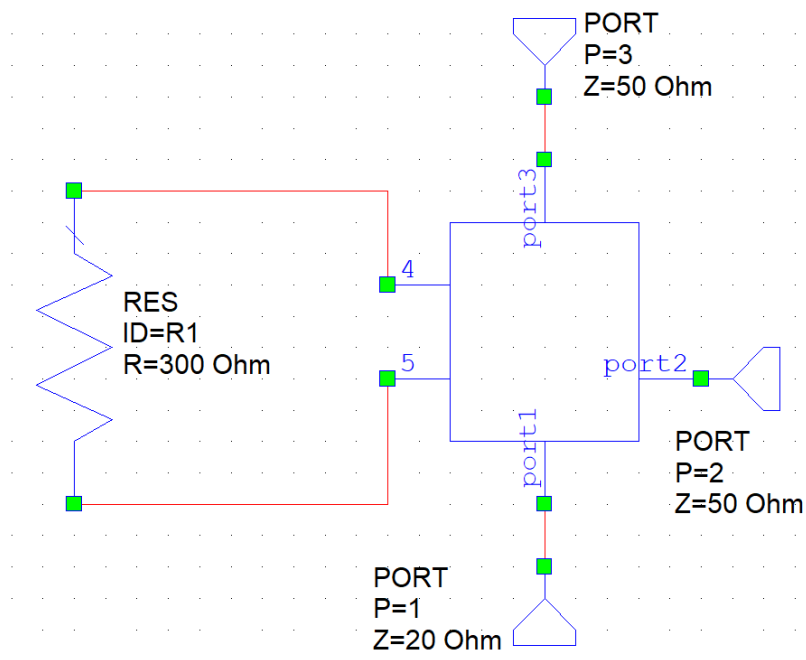 PORT
P=3
Z=50 Ohm
port3
4
RES
ID=R1
R=300 Ohm
5
port2
port1
PORT
P=2
Z=50 Ohm
PORT
P=1
Z=20 Ohm